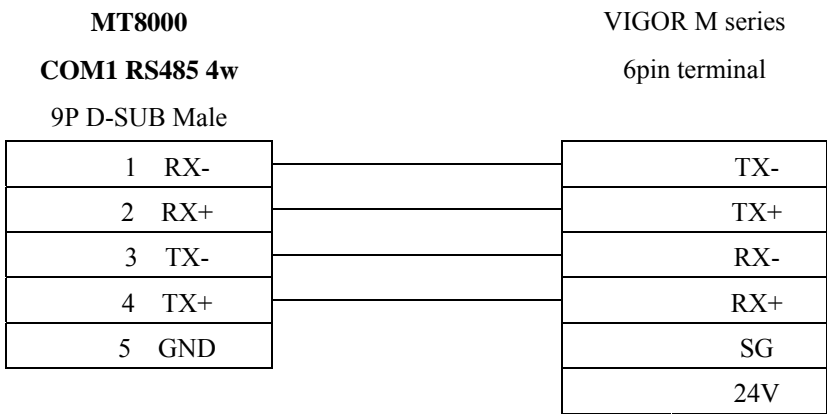 MT8000
COM1 RS485 4w
9P D-SUB Male
VIGOR M series
6pin terminal
1 RX-
TX-
2 RX+
TX+
3 TX-
RX-
4 TX+
RX+
5 GND
SG
24V